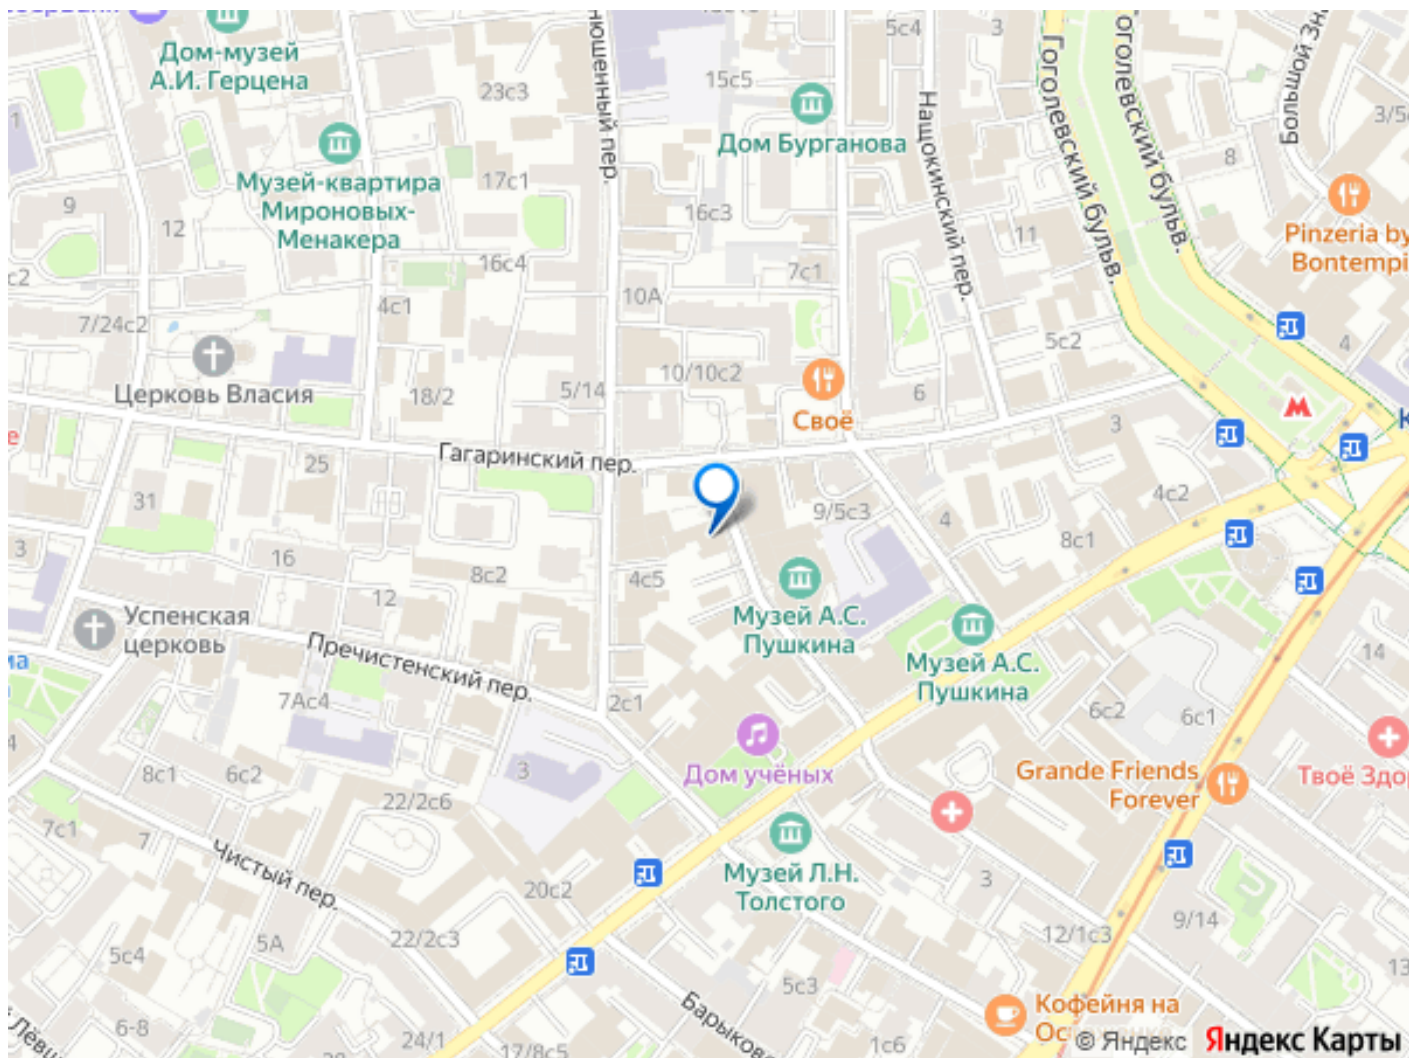 Дом-музей
А.И. Герцена
23с3
15с5
5с4
3
Гоголевский бульв.
3/5
1
Дом Бурганова
Нащокинский пер.
8
Музей-квартира
Мироновых-
Менакера
17с1
16с3
9
12
11
Pinzeria by
Bontempi
16с4
7с1
10А
с2
7/24с2
4с1
5с2
4
Церковь Власия
18/2
5/14
10/10с2
6
Своё
3
Гагаринский пер.
25
31
9/5с3
4
4с2
8с1
3
16
8с2
4с5
12
Музей А.С.
Пушкина
Успенская
церковь
Пречистенский пер.
Музей А.С.
Пушкина
14
7Ас4
2с1
6с2
6с1
4
8с1
6с2
3
Дом учёных
Grande Friends
Forever
22/2с6
7с1
7
Чистый пер.
Музей Л.Н.
Толстого
20с2
3
9/14
22/2с3
12/1с3
5А
5с4
5с3
13
6-8
24/1
17/8с5
1с6
Кофейня на
© Яндекс
Яндекс Карты